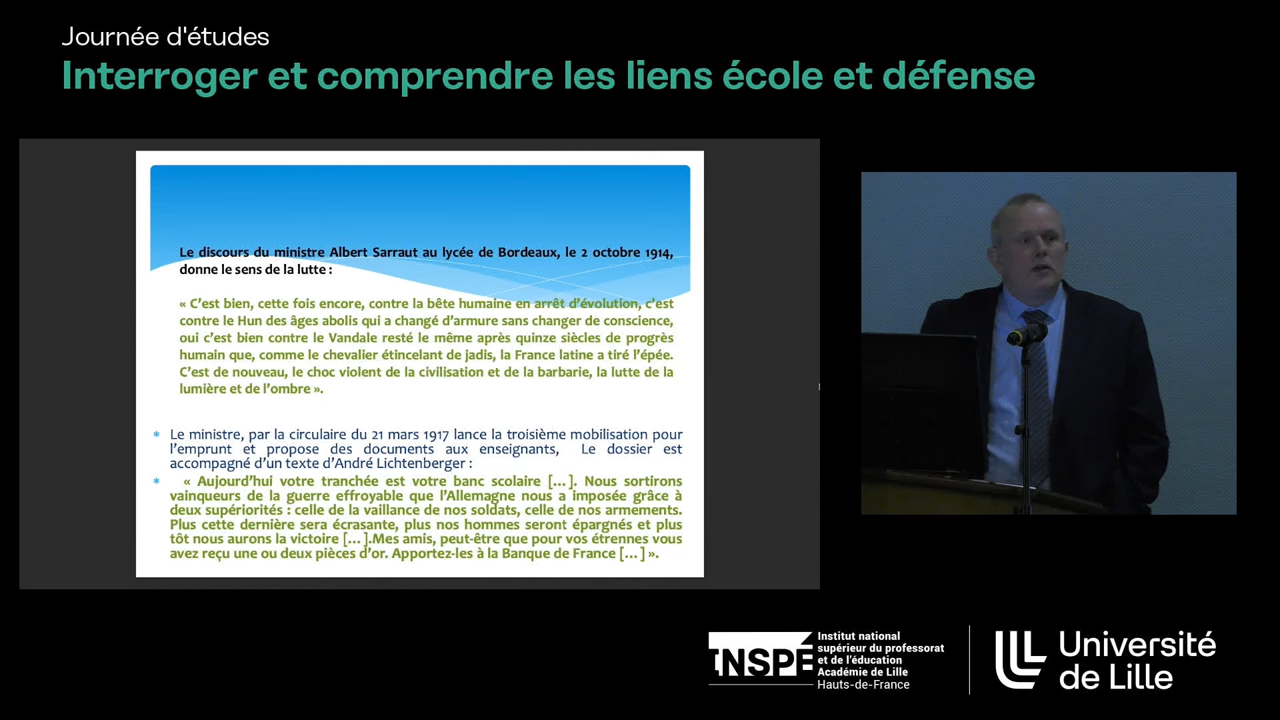 Journée d'études
Interroger et comprendre les liens école et défense
Le discours du ministre Albert Sarraut au lycée de Bordeaux, le 2 octobre 1914,
donne le sens de la lutte :
« C'est bien, cette fois encore, contre la bête humaine en arrêt d'évolution, c'est
contre le Hun des âges abolis qui a changé d'armure sans changer de conscience,
oui c'est bien contre le Vandale resté le même après quinze siècles de progrès
humain que, comme le chevalier étincelant de jadis, la France latine a tiré l'épée.
C'est de nouveau, le choc violent de la civilisation et de la barbarie, la lutte de la
lumière et de l'ombre ».
* Le ministre, par la circulaire du 21 mars 1917 lance la troisième mobilisation pour
l'emprunt et propose des documents aux enseignants, Le dossier est
accompagné d'un texte d'André Lichtenberger :
* « Aujourd'hui votre tranchée est votre banc scolaire [...]. Nous sortirons
vainqueurs de la guerre effroyable que l'Allemagne nous a imposée grâce à
deux supériorités : celle de la vaillance de nos soldats, celle de nos armements.
Plus cette dernière sera écrasante, plus nos hommes seront épargnés et plus
tôt nous aurons la victoire [...].Mes amis, peut-être que pour vos étrennes vous
avez reçu une ou deux pièces d'or. Apportez-les à la Banque de France [...] ».
INSPÉ
Institut national
supérieur du professorat
et de l'éducation
Académie de Lille
Hauts-de-France
Université
de Lille